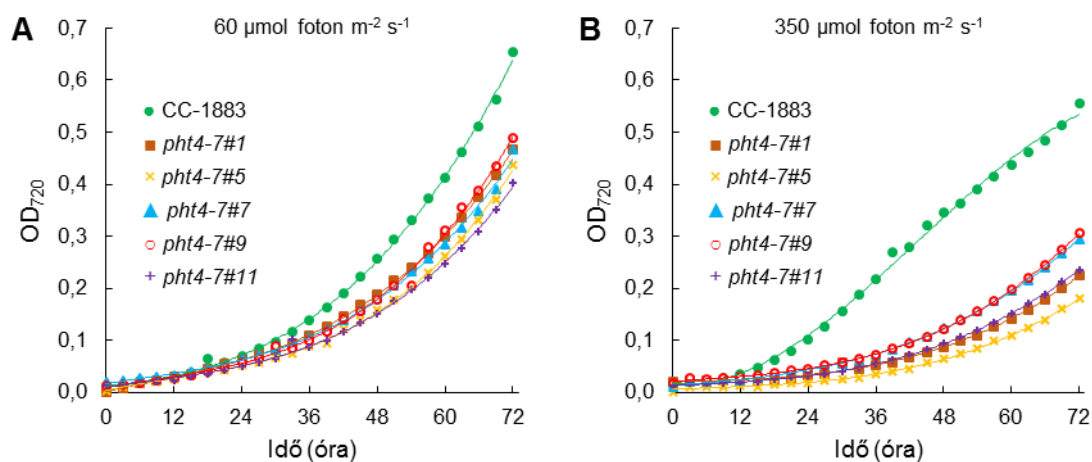 A
60 µmol foton m⁻² s⁻¹
OD₇₂₀
0,7
0,6
0,5
0,4
0,3
0,2
0,1
0,0
CC-1883
pht4-7#1
pht4-7#5
pht4-7#7
pht4-7#9
pht4-7#11
0 12 24 36 48 60 72
Idő (óra)
B
350 µmol foton m⁻² s⁻¹
OD₇₂₀
0,7
0,6
0,5
0,4
0,3
0,2
0,1
0,0
CC-1883
pht4-7#1
pht4-7#5
pht4-7#7
pht4-7#9
pht4-7#11
0 12 24 36 48 60 72
Idő (óra)